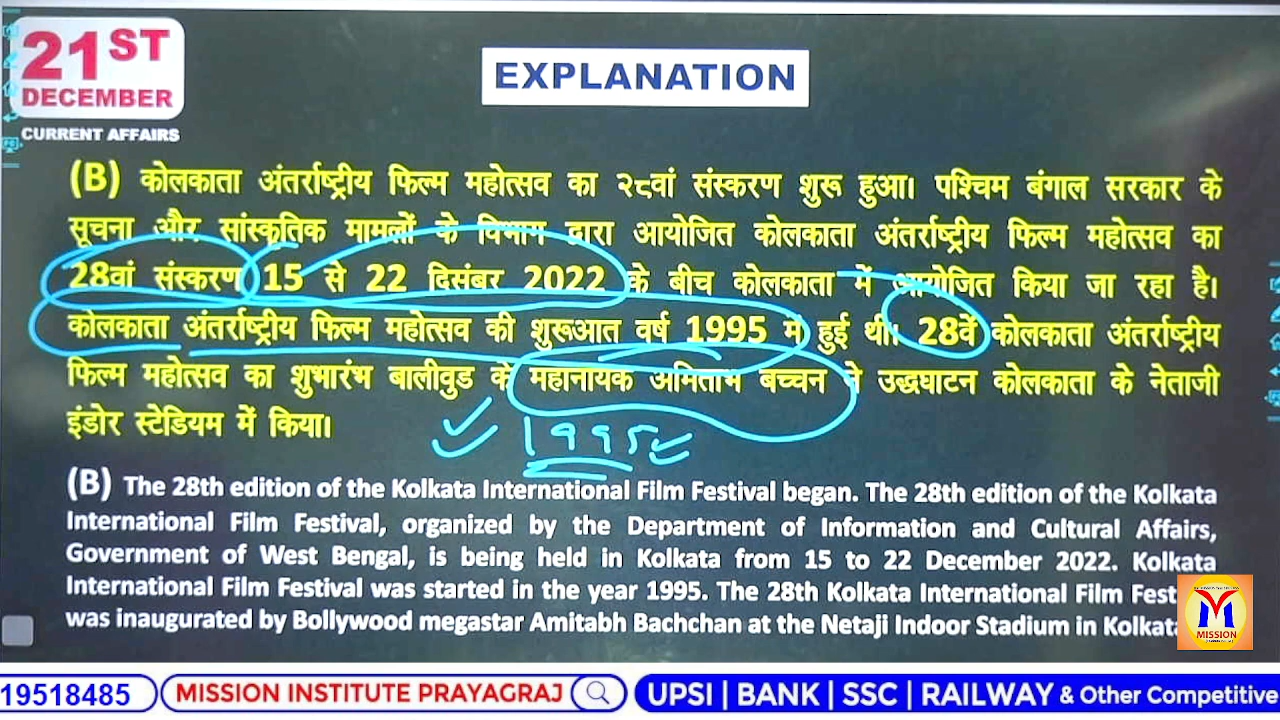 21ST
DECEMBER
CURRENT AFFAIRS
EXPLANATION
(B) कोलकाता अंतर्राष्ट्रीय फिल्म महोत्सव का २८वां संस्करण शुरू हुआ। पश्चिम बंगाल सरकार के
सूचना और सांस्कृतिक मामलों के विभाग द्वारा आयोजित कोलकाता अंतर्राष्ट्रीय फिल्म महोत्सव का
28वां संस्करण 15 से 22 दिसंबर 2022 के बीच कोलकाता में आयोजित किया जा रहा है।
कोलकाता अंतर्राष्ट्रीय फिल्म महोत्सव की शुरूआत वर्ष 1995 में हुई थी। 28वें कोलकाता अंतर्राष्ट्रीय
फिल्म महोत्सव का शुभारंभ बालीवुड के महानायक अमिताभ बच्चन ने उद्धघाटन कोलकाता के नेताजी
इंडोर स्टेडियम में किया।
1995
(B) The 28th edition of the Kolkata International Film Festival began. The 28th edition of the Kolkata
International Film Festival, organized by the Department of Information and Cultural Affairs,
Government of West Bengal, is being held in Kolkata from 15 to 22 December 2022. Kolkata
International Film Festival was started in the year 1995. The 28th Kolkata International Film Fest
was inaugurated by Bollywood megastar Amitabh Bachchan at the Netaji Indoor Stadium in Kolkata
MISSION
19518485
MISSION INSTITUTE PRAYAGRAJ
UPSI | BANK | SSC | RAILWAY & Other Competitive